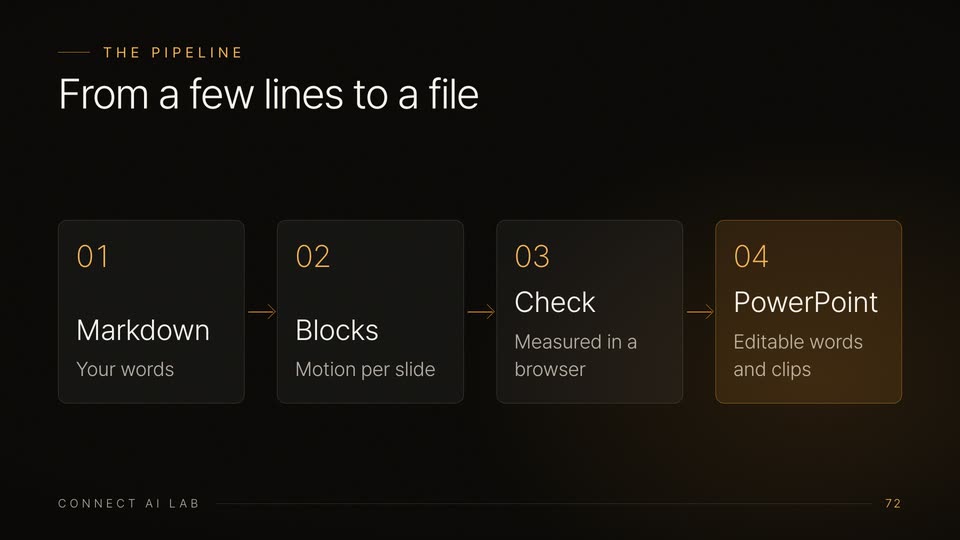 THE PIPELINE
From a few lines to a file
01
Markdown
Your words
02
Blocks
Motion per slide
03
Check
Measured in a
browser
04
PowerPoint
Editable words
and clips
CONNECT AI LAB
72